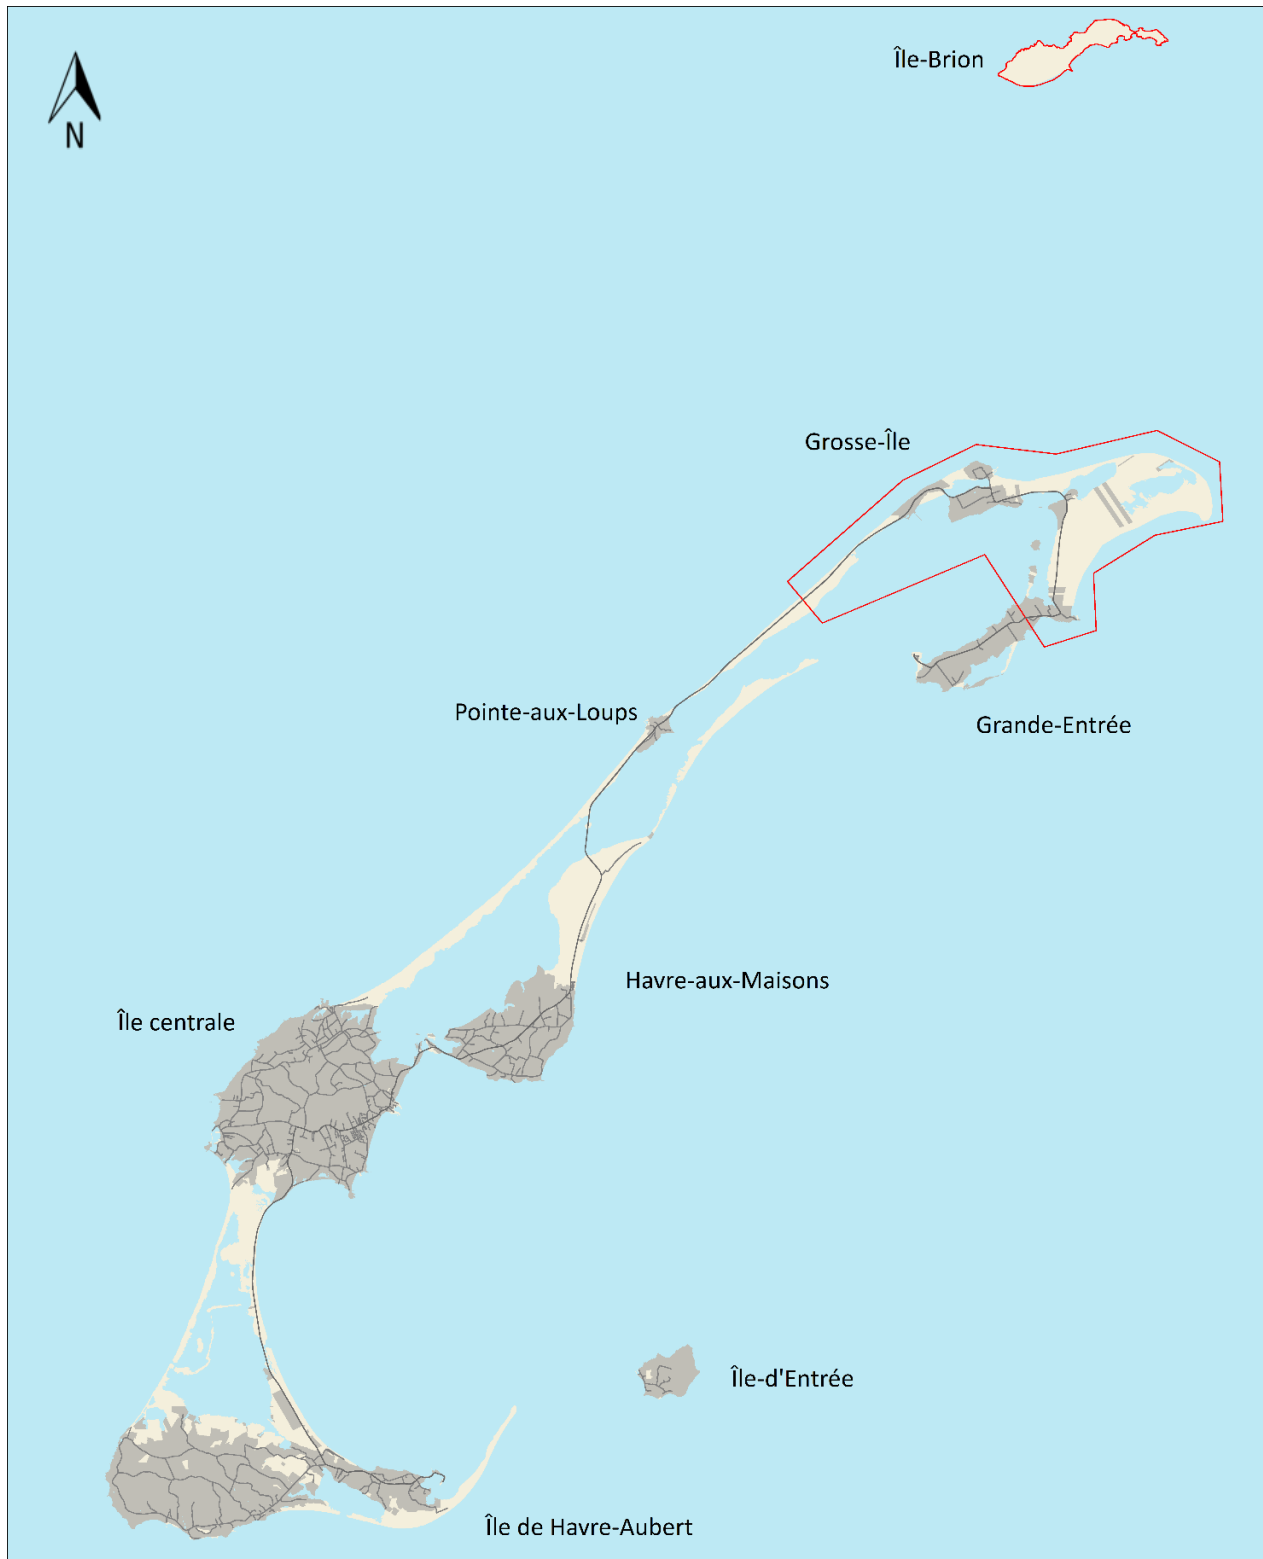 Île-Brion
N
Grosse-Île
Pointe-aux-Loups
Grande-Entrée
Havre-aux-Maisons
Île centrale
Île-d'Entrée
Île de Havre-Aubert